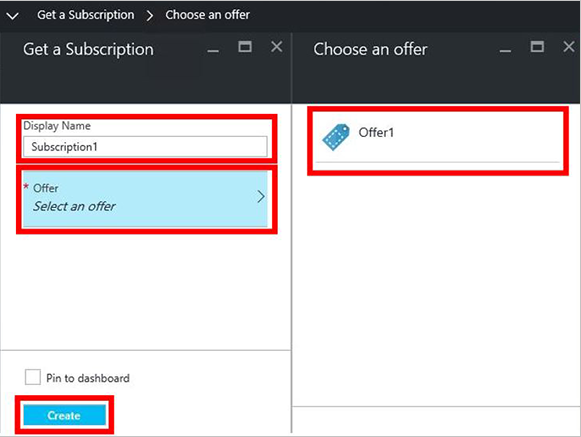 Get a Subscription > Choose an offer
Get a Subscription
Display Name
Subscription1
* Offer
Select an offer
Pin to dashboard
Create
Choose an offer
Offer1